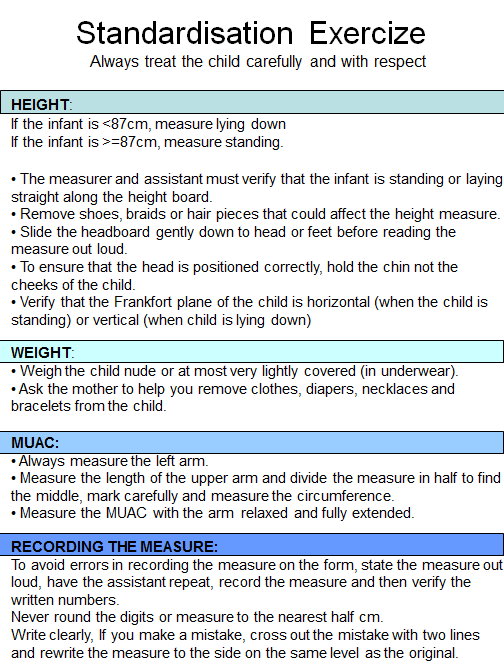 Standardisation Exercize
Always treat the child carefully and with respect
HEIGHT:
If the infant is <87cm, measure lying down
If the infant is >=87cm, measure standing.
• The measurer and assistant must verify that the infant is standing or laying
straight along the height board.
• Remove shoes, braids or hair pieces that could affect the height measure.
• Slide the headboard gently down to head or feet before reading the
measure out loud.
• To ensure that the head is positioned correctly, hold the chin not the
cheeks of the child.
• Verify that the Frankfort plane of the child is horizontal (when the child is
standing) or vertical (when child is lying down)
WEIGHT:
• Weigh the child nude or at most very lightly covered (in underwear).
• Ask the mother to help you remove clothes, diapers, necklaces and
bracelets from the child.
MUAC:
• Always measure the left arm.
• Measure the length of the upper arm and divide the measure in half to find
the middle, mark carefully and measure the circumference.
• Measure the MUAC with the arm relaxed and fully extended.
RECORDING THE MEASURE:
To avoid errors in recording the measure on the form, state the measure out
loud, have the assistant repeat, record the measure and then verify the
written numbers.
Never round the digits or measure to the nearest half cm.
Write clearly, If you make a mistake, cross out the mistake with two lines
and rewrite the measure to the side on the same level as the original.